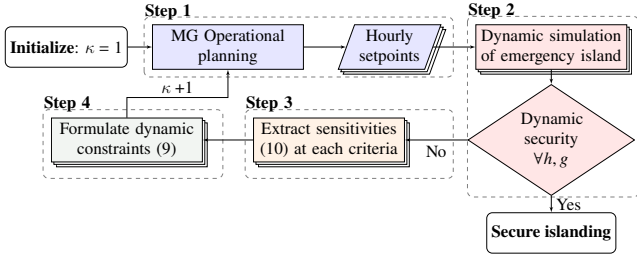 Step 1
Step 2
Initialize: κ = 1
MG Operational
planning
Hourly
setpoints
Dynamic simulation
of emergency island
κ +1
Step 4
Step 3
Formulate dynamic
constraints (9)
Extract sensitivities
(10) at each criteria
No
Dynamic
security
∀h, g
Yes
Secure islanding